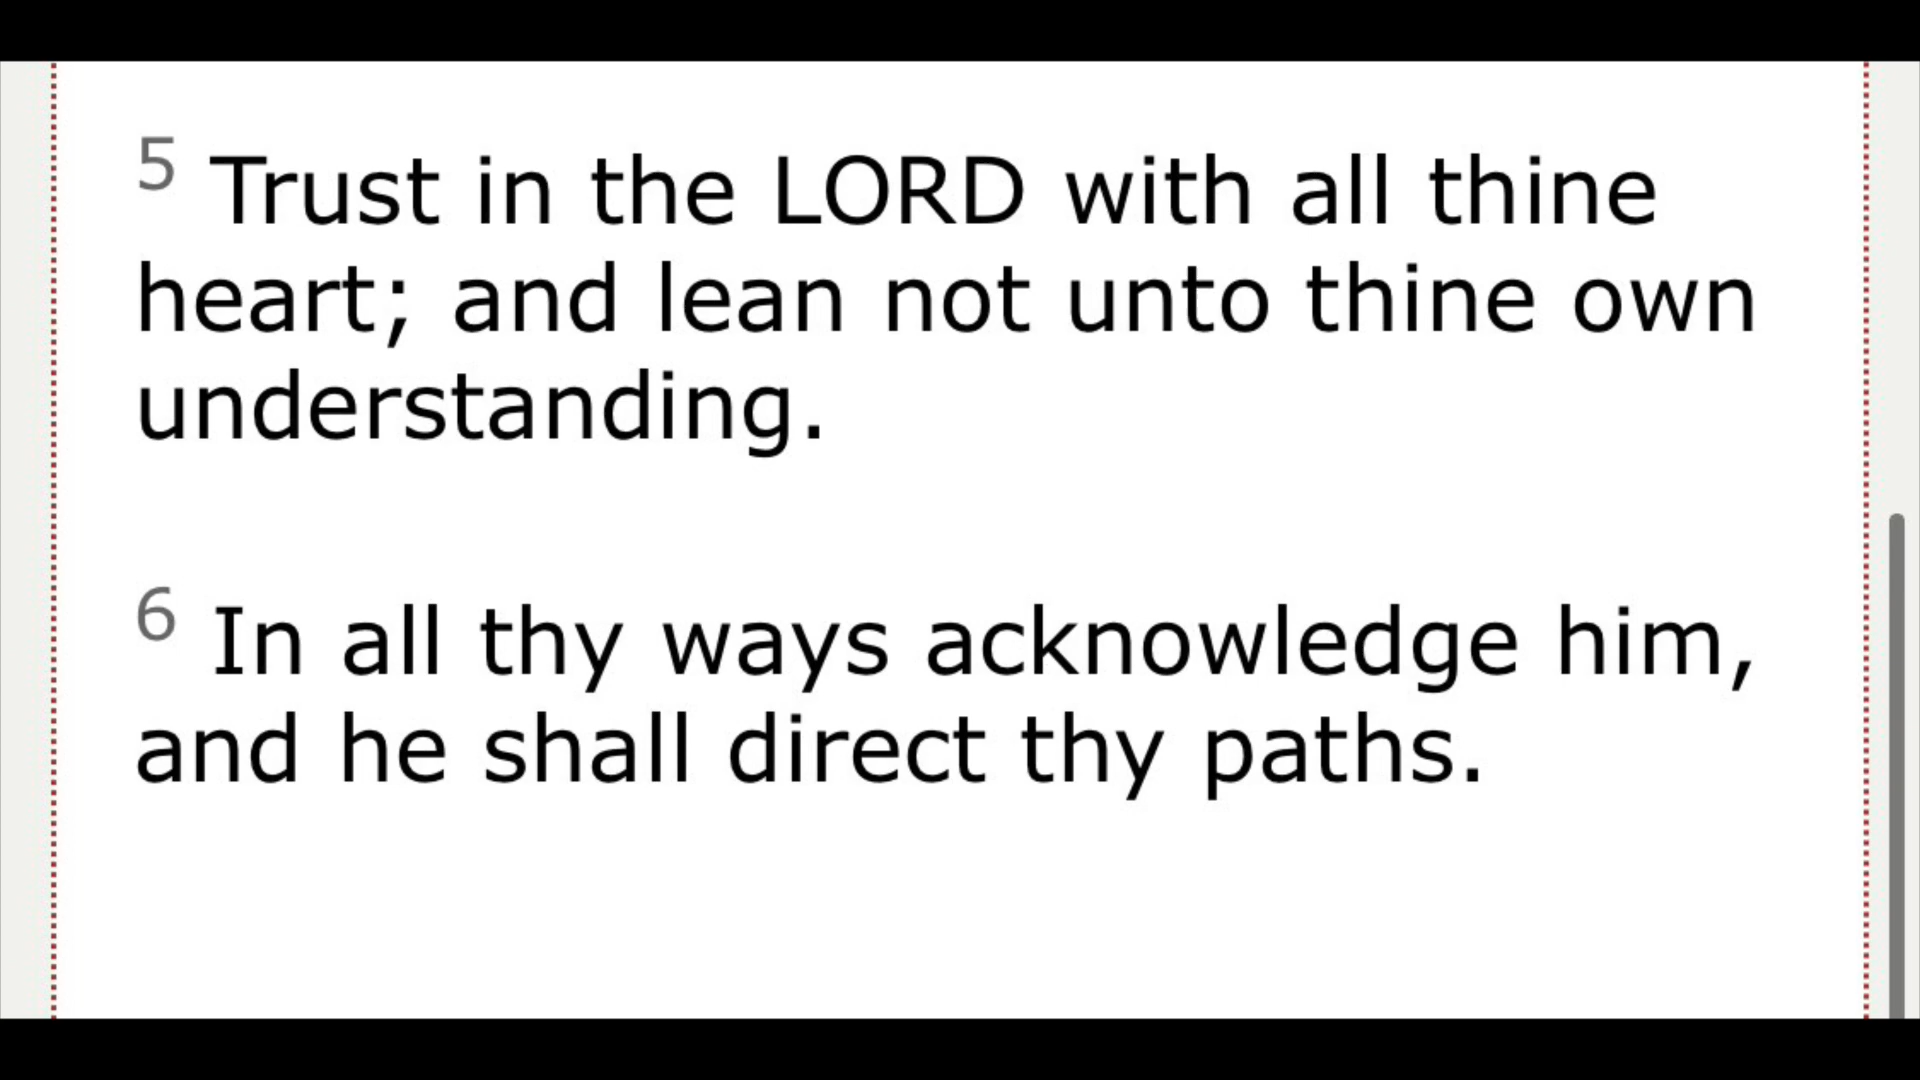 5 Trust in the LORD with all thine
heart; and lean not unto thine own
understanding.
6 In all thy ways acknowledge him,
and he shall direct thy paths.